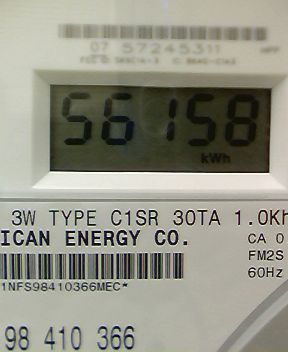 07 57245311
56158
kWh
3W TYPE C1SR 30TA 1.0Kh
ICAN ENERGY CO.
CA 0
FM2S
60Hz
1NFS98410366MEC*
98 410 366